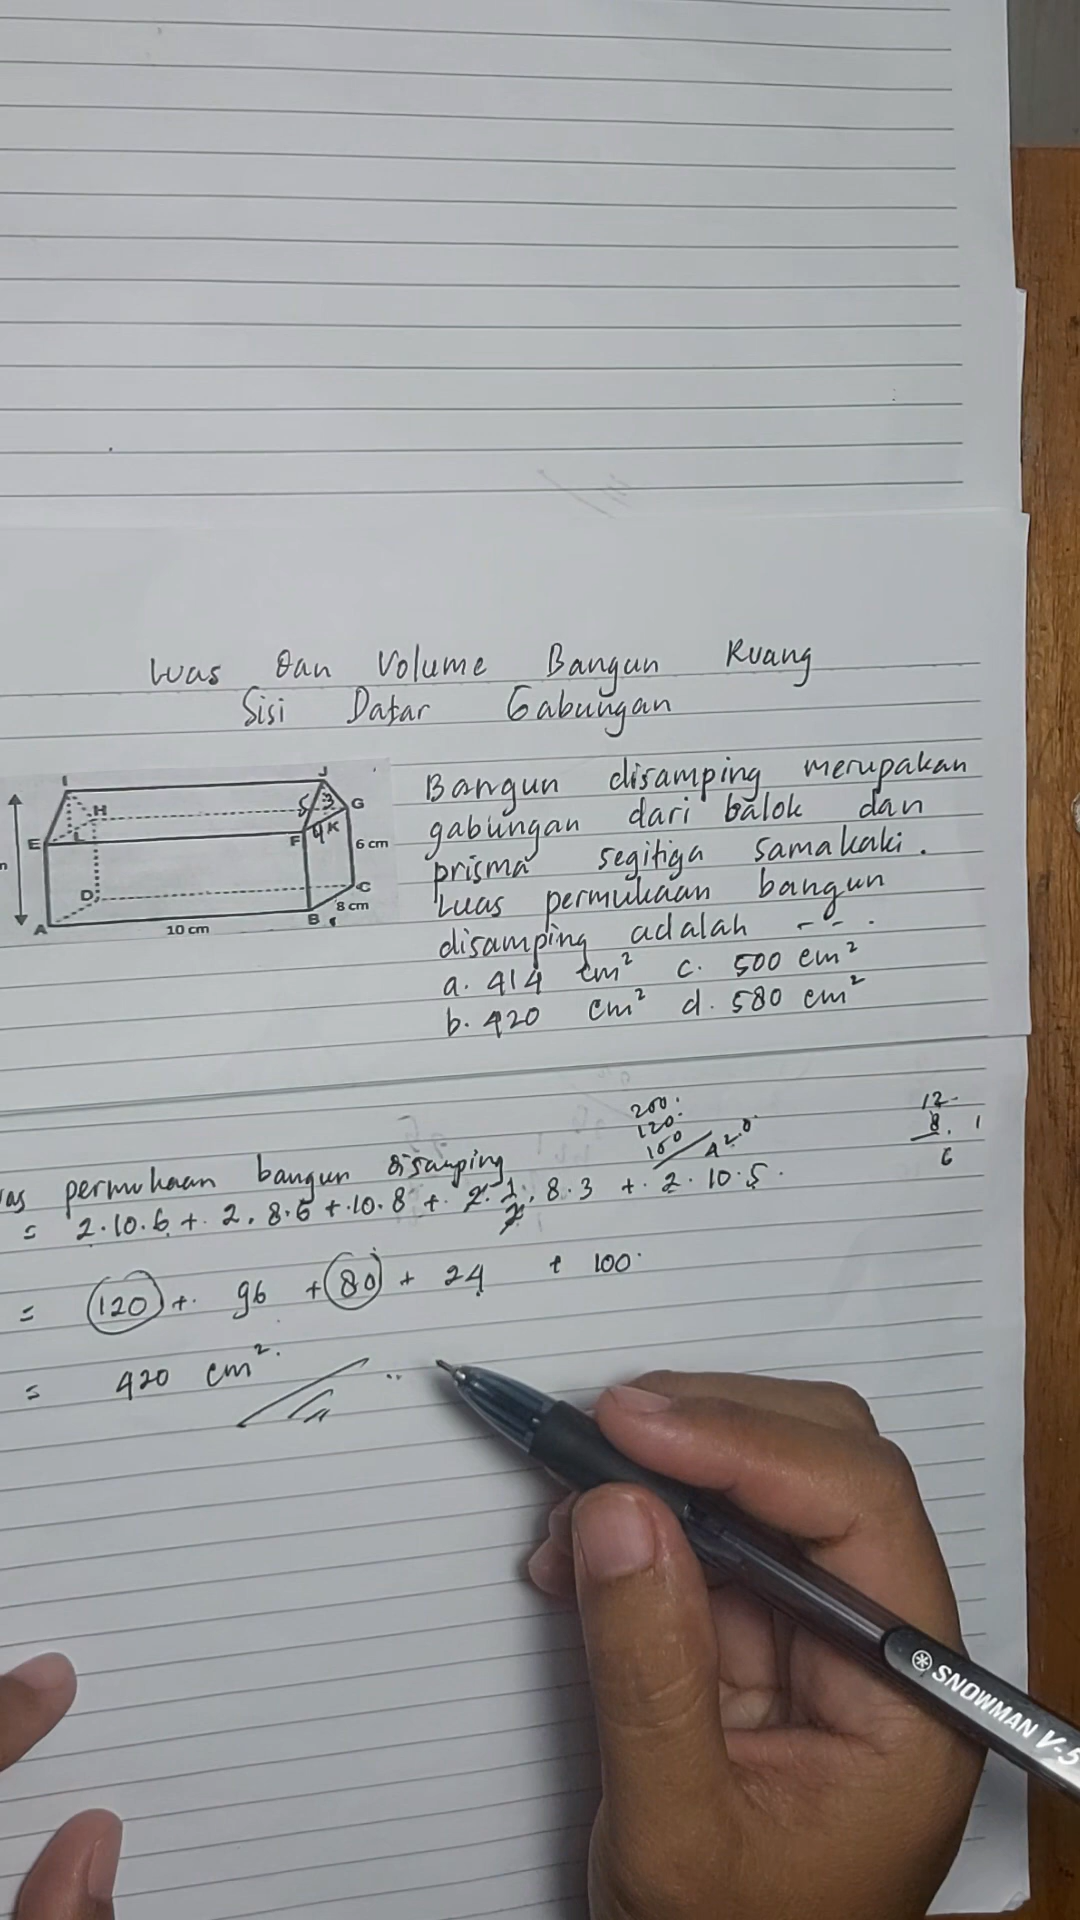 Luas Dan Volume Bangun Ruang
Sisi Datar Gabungan
I J
H G
E L F K
5 3
4
6 cm
D C
8 cm
A B
10 cm
Bangun disamping merupakan
gabungan dari balok dan
prisma segitiga samakaki.
Luas permukaan bangun
disamping adalah - - - .
a. 414 cm² c. 500 cm²
b. 420 cm² d. 580 cm²
200
120
100
420
12
8. 1
6
as permukaan bangun disamping
= 2.10.6 + 2.8.6 + 10.8 + 2.1/2.8.3 + 2.10.5.
= 120 + 96 + 80 + 24 + 100
= 420 cm².
SNOWMAN V-5